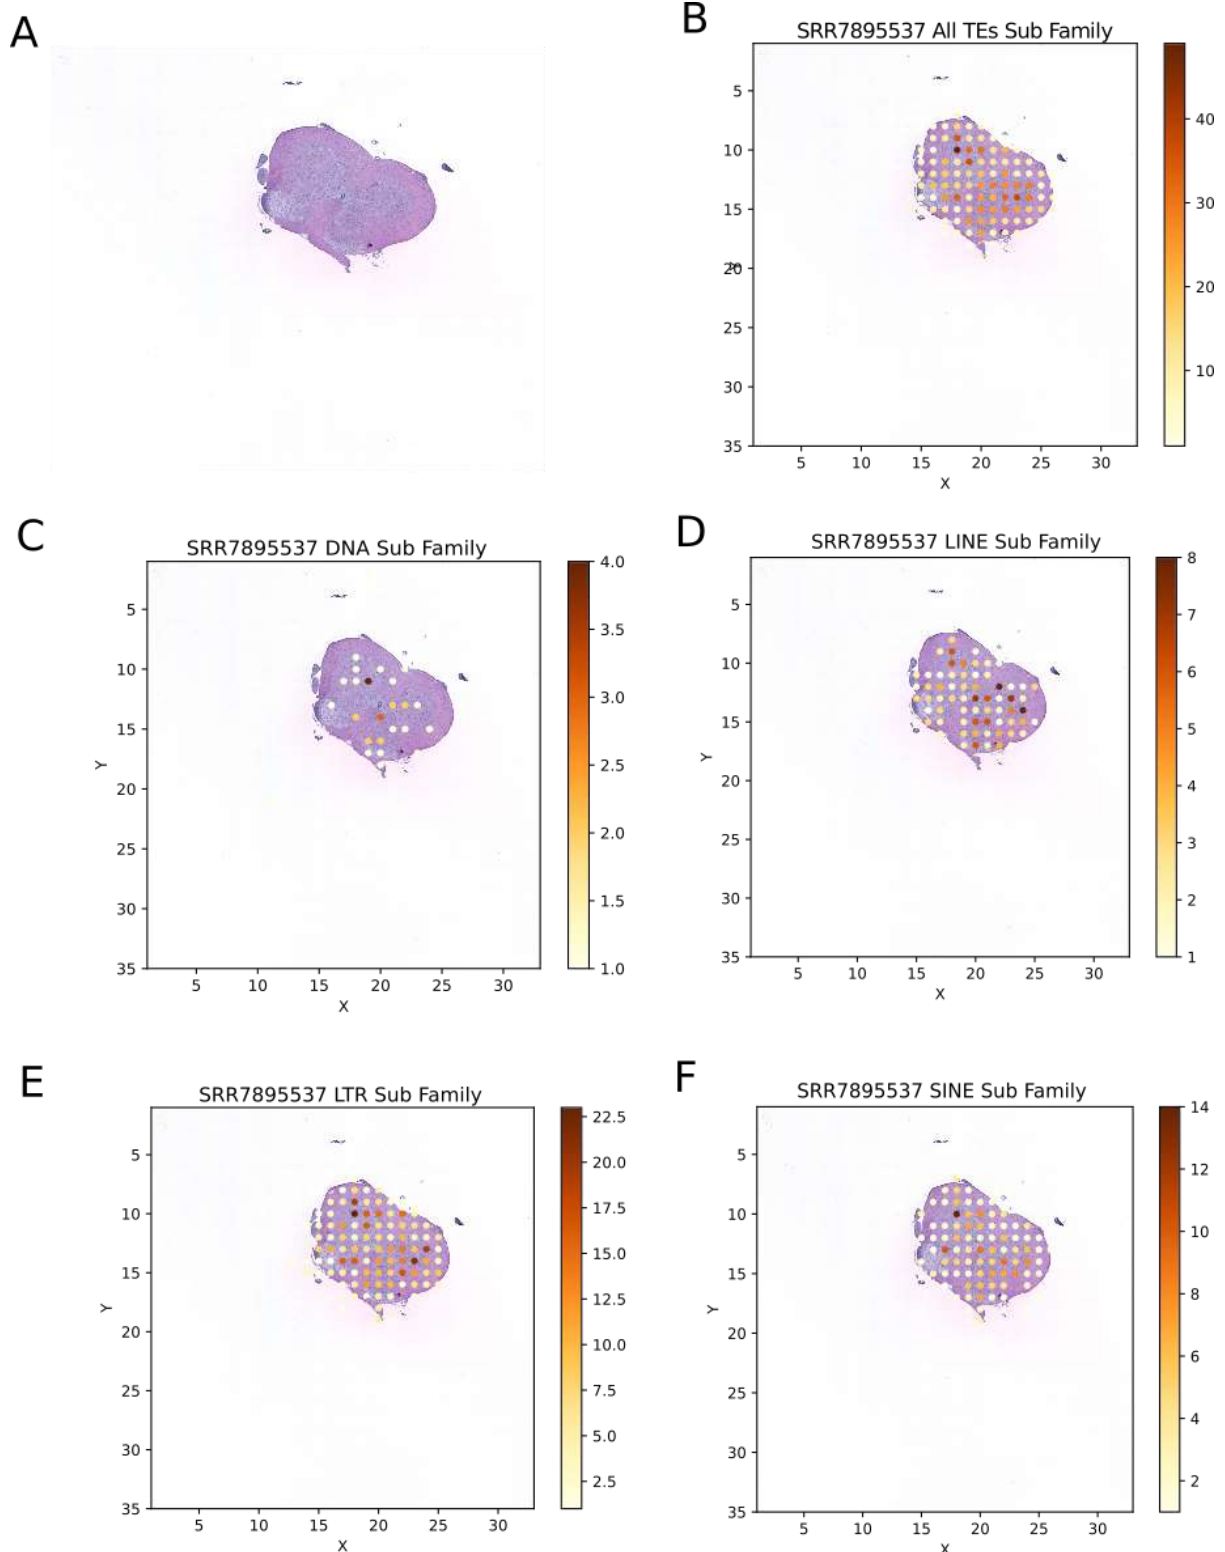 A
B
SRR7895537 All TEs Sub Family
5
10
15
20
25
30
35
5 10 15 20 25 30
X
Y
40
30
20
10
C
SRR7895537 DNA Sub Family
5
10
15
20
25
30
35
5 10 15 20 25 30
X
Y
4.0
3.5
3.0
2.5
2.0
1.5
1.0
D
SRR7895537 LINE Sub Family
5
10
15
20
25
30
35
5 10 15 20 25 30
X
Y
8
7
6
5
4
3
2
1
E
SRR7895537 LTR Sub Family
5
10
15
20
25
30
35
5 10 15 20 25 30
X
Y
22.5
20.0
17.5
15.0
12.5
10.0
7.5
5.0
2.5
F
SRR7895537 SINE Sub Family
5
10
15
20
25
30
35
5 10 15 20 25 30
X
Y
14
12
10
8
6
4
2